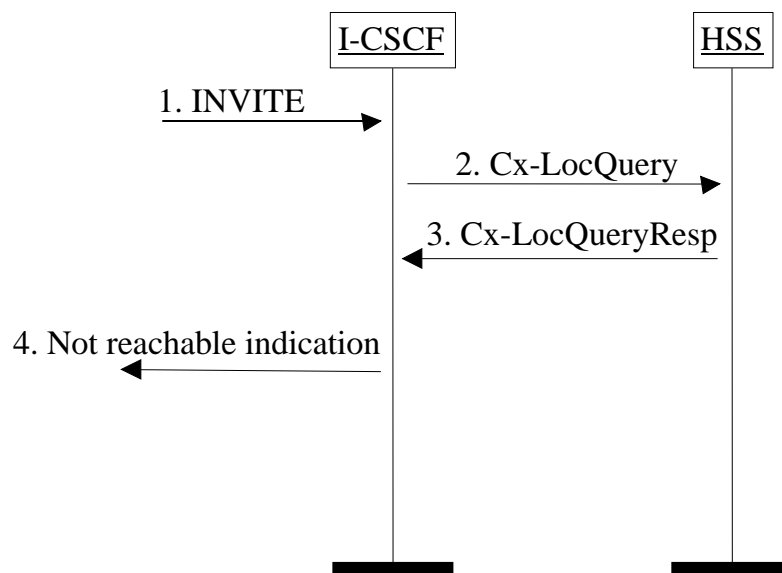 I-CSCF
HSS
1. INVITE
2. Cx-LocQuery
3. Cx-LocQueryResp
4. Not reachable indication